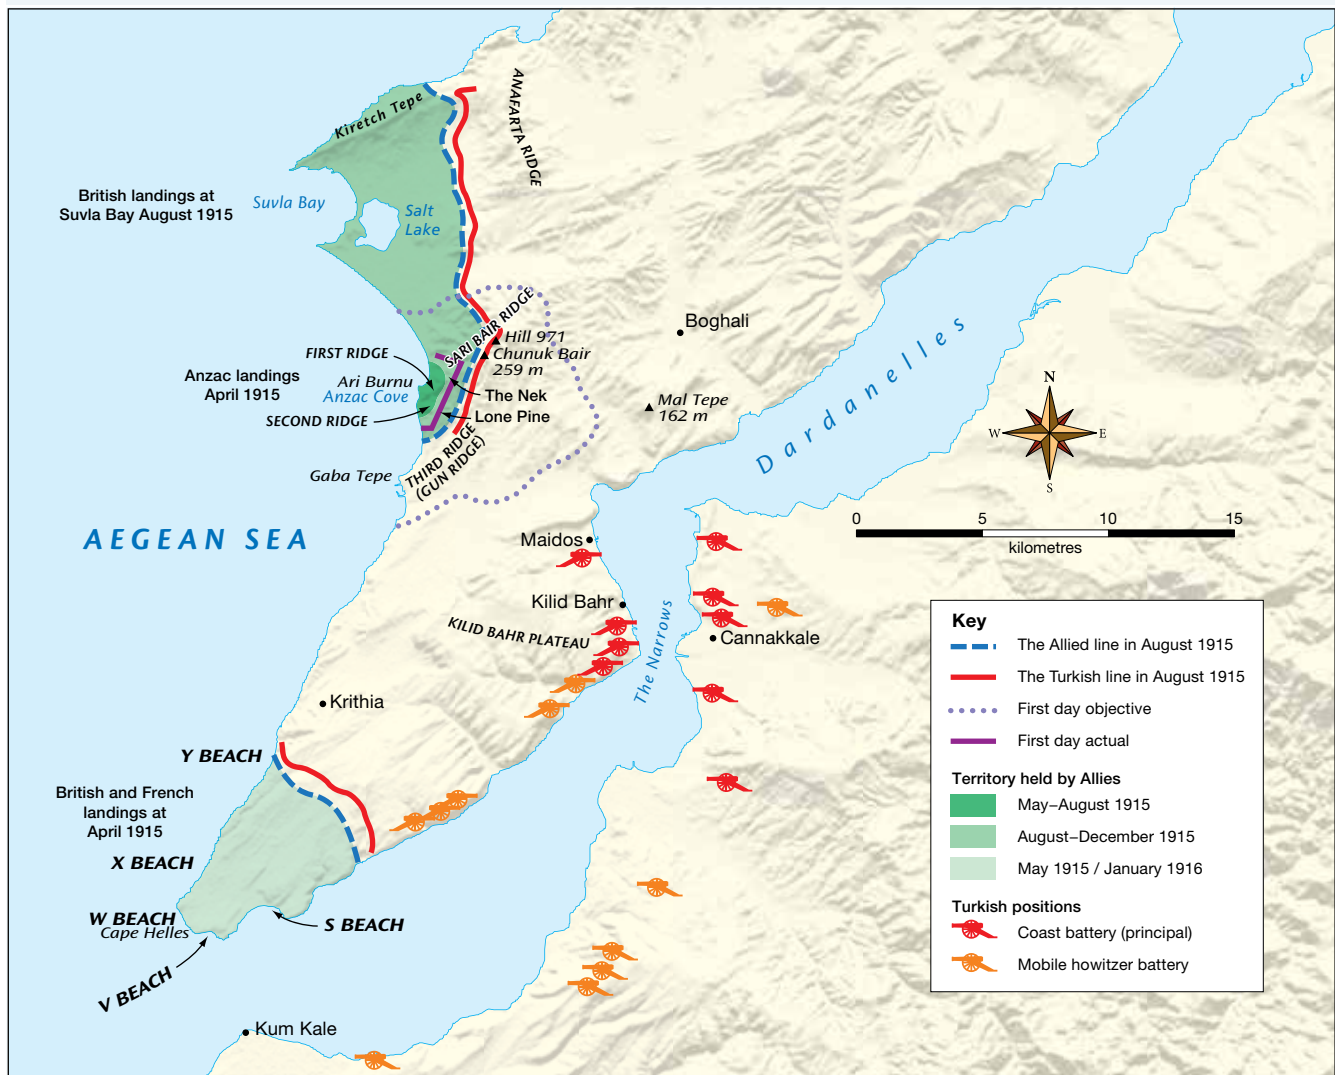 Kiretch Tepe
ANAFARTA RIDGE
British landings at
Suvla Bay August 1915
Suvla Bay
Salt
Lake
SARI BAIR RIDGE
Hill 971
Chunuk Bair
259 m
Boghali
FIRST RIDGE
Anzac landings
April 1915
Ari Burnu
Anzac Cove
SECOND RIDGE
The Nek
Lone Pine
Mal Tepe
162 m
THIRD RIDGE
(GUN RIDGE)
Gaba Tepe
Dardanelles
N
W
E
S
AEGEAN SEA
0
5
10
15
kilometres
Maidos
Kilid Bahr
KILID BAHR PLATEAU
The Narrows
Cannakkale
Krithia
Y BEACH
British and French
landings at
April 1915
X BEACH
W BEACH
Cape Helles
S BEACH
V BEACH
Kum Kale
Key
The Allied line in August 1915
The Turkish line in August 1915
First day objective
First day actual
Territory held by Allies
May–August 1915
August–December 1915
May 1915 / January 1916
Turkish positions
Coast battery (principal)
Mobile howitzer battery